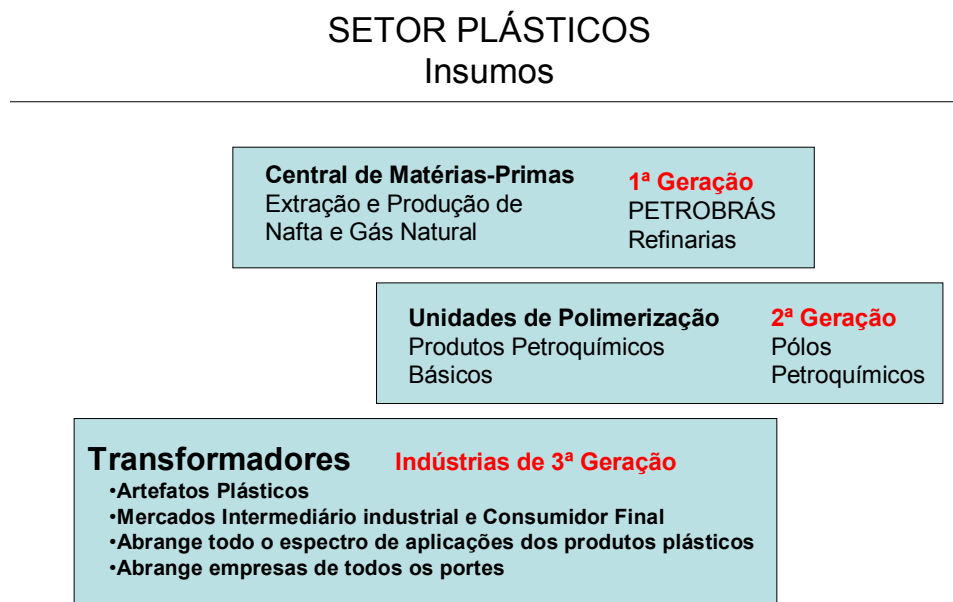 SETOR PLÁSTICOS
Insumos
Central de Matérias-Primas
Extração e Produção de
Nafta e Gás Natural
1ª Geração
PETROBRÁS
Refinarias
Unidades de Polimerização
Produtos Petroquímicos
Básicos
2ª Geração
Pólos
Petroquímicos
Transformadores Indústrias de 3ª Geração
•Artefatos Plásticos
•Mercados Intermediário industrial e Consumidor Final
•Abrange todo o espectro de aplicações dos produtos plásticos
•Abrange empresas de todos os portes